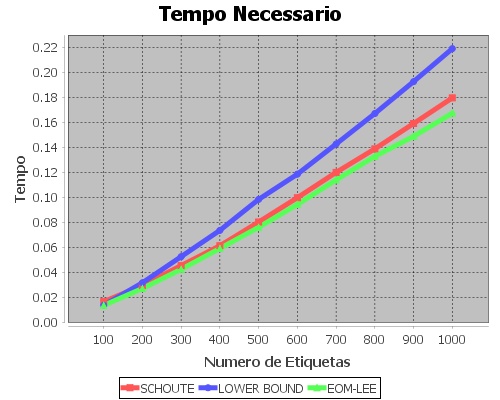 Tempo Necessario
0.22
0.20
0.18
0.16
0.14
0.12
0.10
0.08
0.06
0.04
0.02
0.00
Tempo
100 200 300 400 500 600 700 800 900 1000
Numero de Etiquetas
SCHOUTE LOWER BOUND EOM-LEE